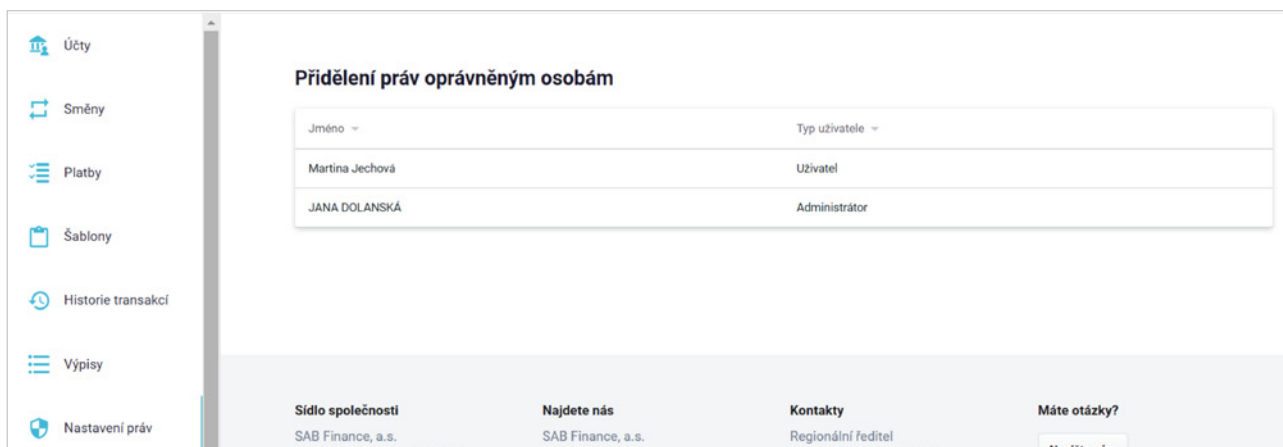 Účty
Směny
Platby
Šablony
Historie transakcí
Výpisy
Nastavení práv
Přidělení práv oprávněným osobám
Jméno Typ uživatele
Martina Jechová Uživatel
JANA DOLANSKÁ Administrátor
Sídlo společnosti Najdete nás Kontakty Máte otázky?
SAB Finance, a.s. SAB Finance, a.s. Regionální ředitel